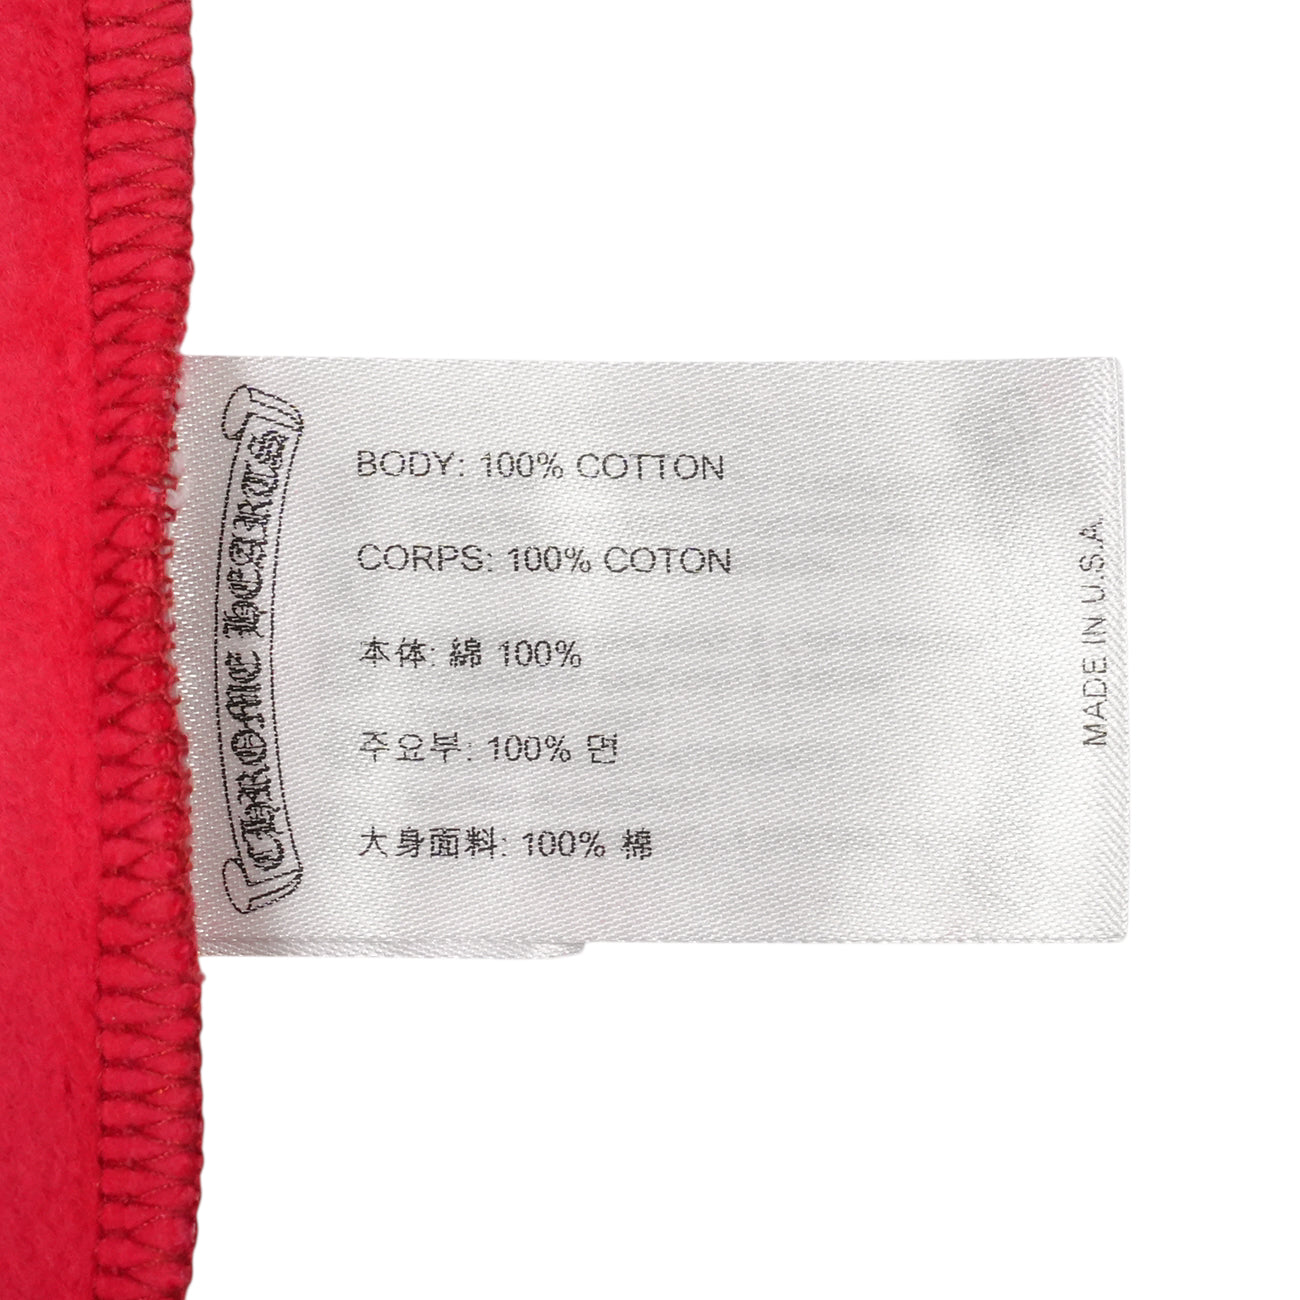 CHROME HEARTS
BODY: 100% COTTON
CORPS: 100% COTON
本体: 綿 100%
주요부: 100% 면
大身面料: 100% 棉
MADE IN U.S.A.